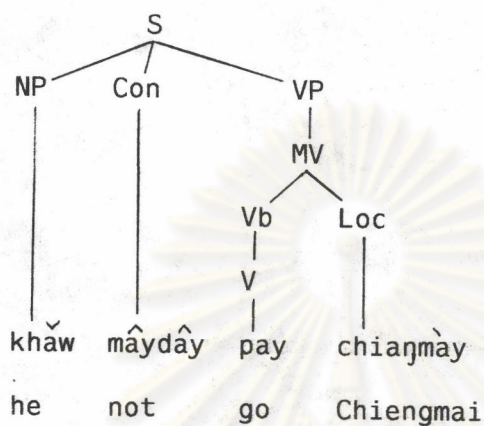 S
NP Con VP
MV
Vb Loc
V
khǎw mâydây pay chiaŋmày
he not go Chiengmai